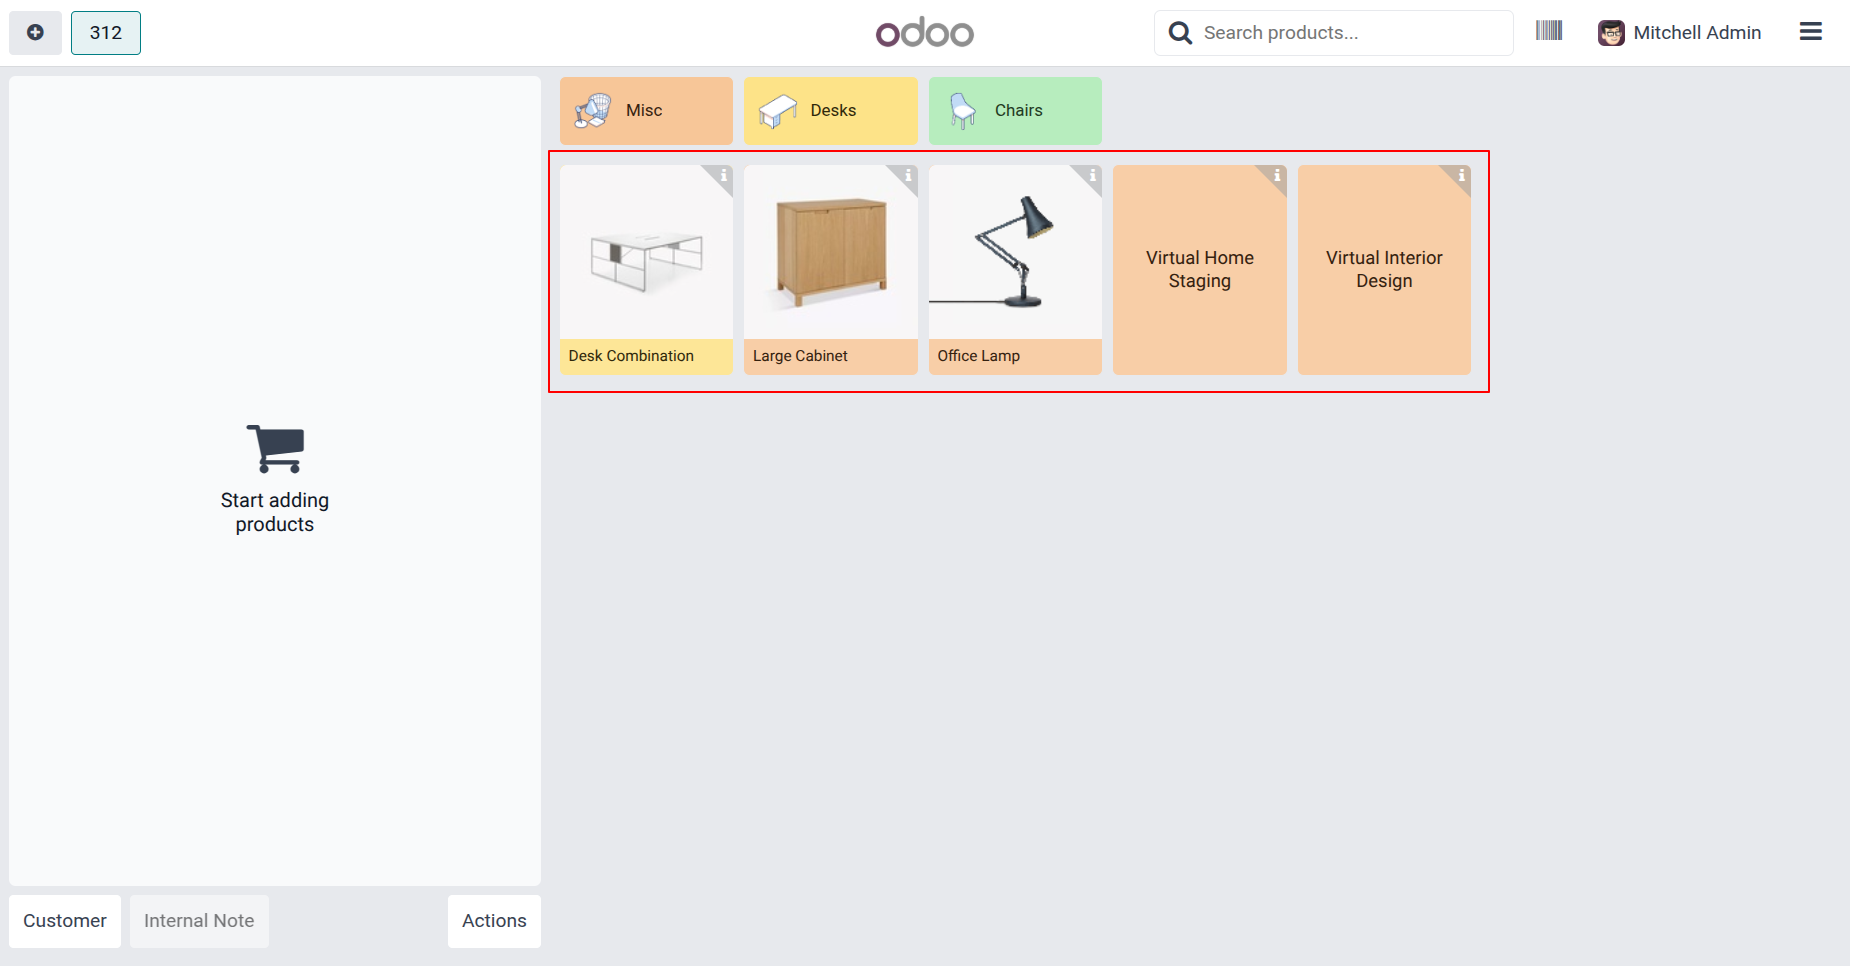 312
odoo
Search products...
Mitchell Admin
Misc
Desks
Chairs
Desk Combination
Large Cabinet
Office Lamp
Virtual Home
Staging
Virtual Interior
Design
Start adding
products
Customer
Internal Note
Actions